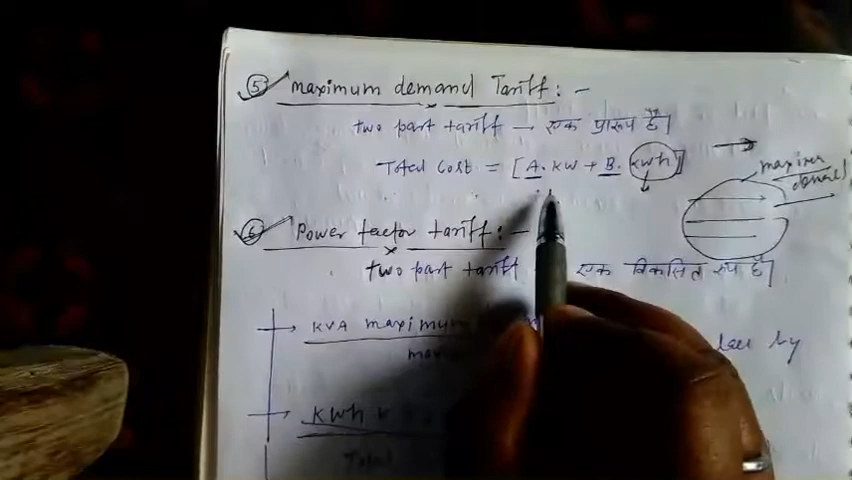 5 maximum demand Tariff : -
two part tariff → एक प्रारूप है।
Total Cost = [A. KW + B. kwh]
maximum demand
6 Power factor tariff : -
two part tariff एक विकसित रूप है।
KVA maximum
by
KWh
Total